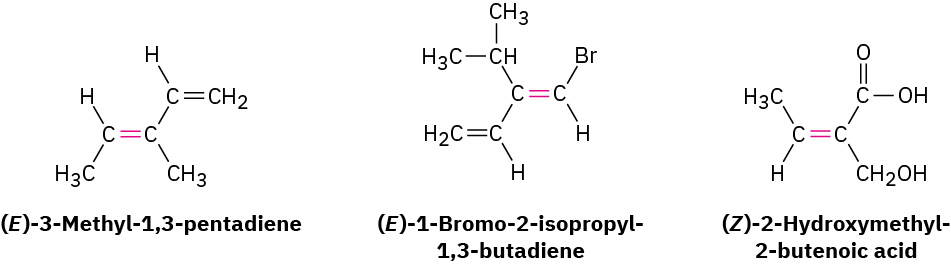 H
H
C
CH2
C
C
H3C
CH3
(E)-3-Methyl-1,3-pentadiene
CH3
H3C
CH
Br
C
C
H2C
C
H
H
(E)-1-Bromo-2-isopropyl-
1,3-butadiene
O
H3C
C
OH
C
C
H
CH2OH
(Z)-2-Hydroxymethyl-
2-butenoic acid